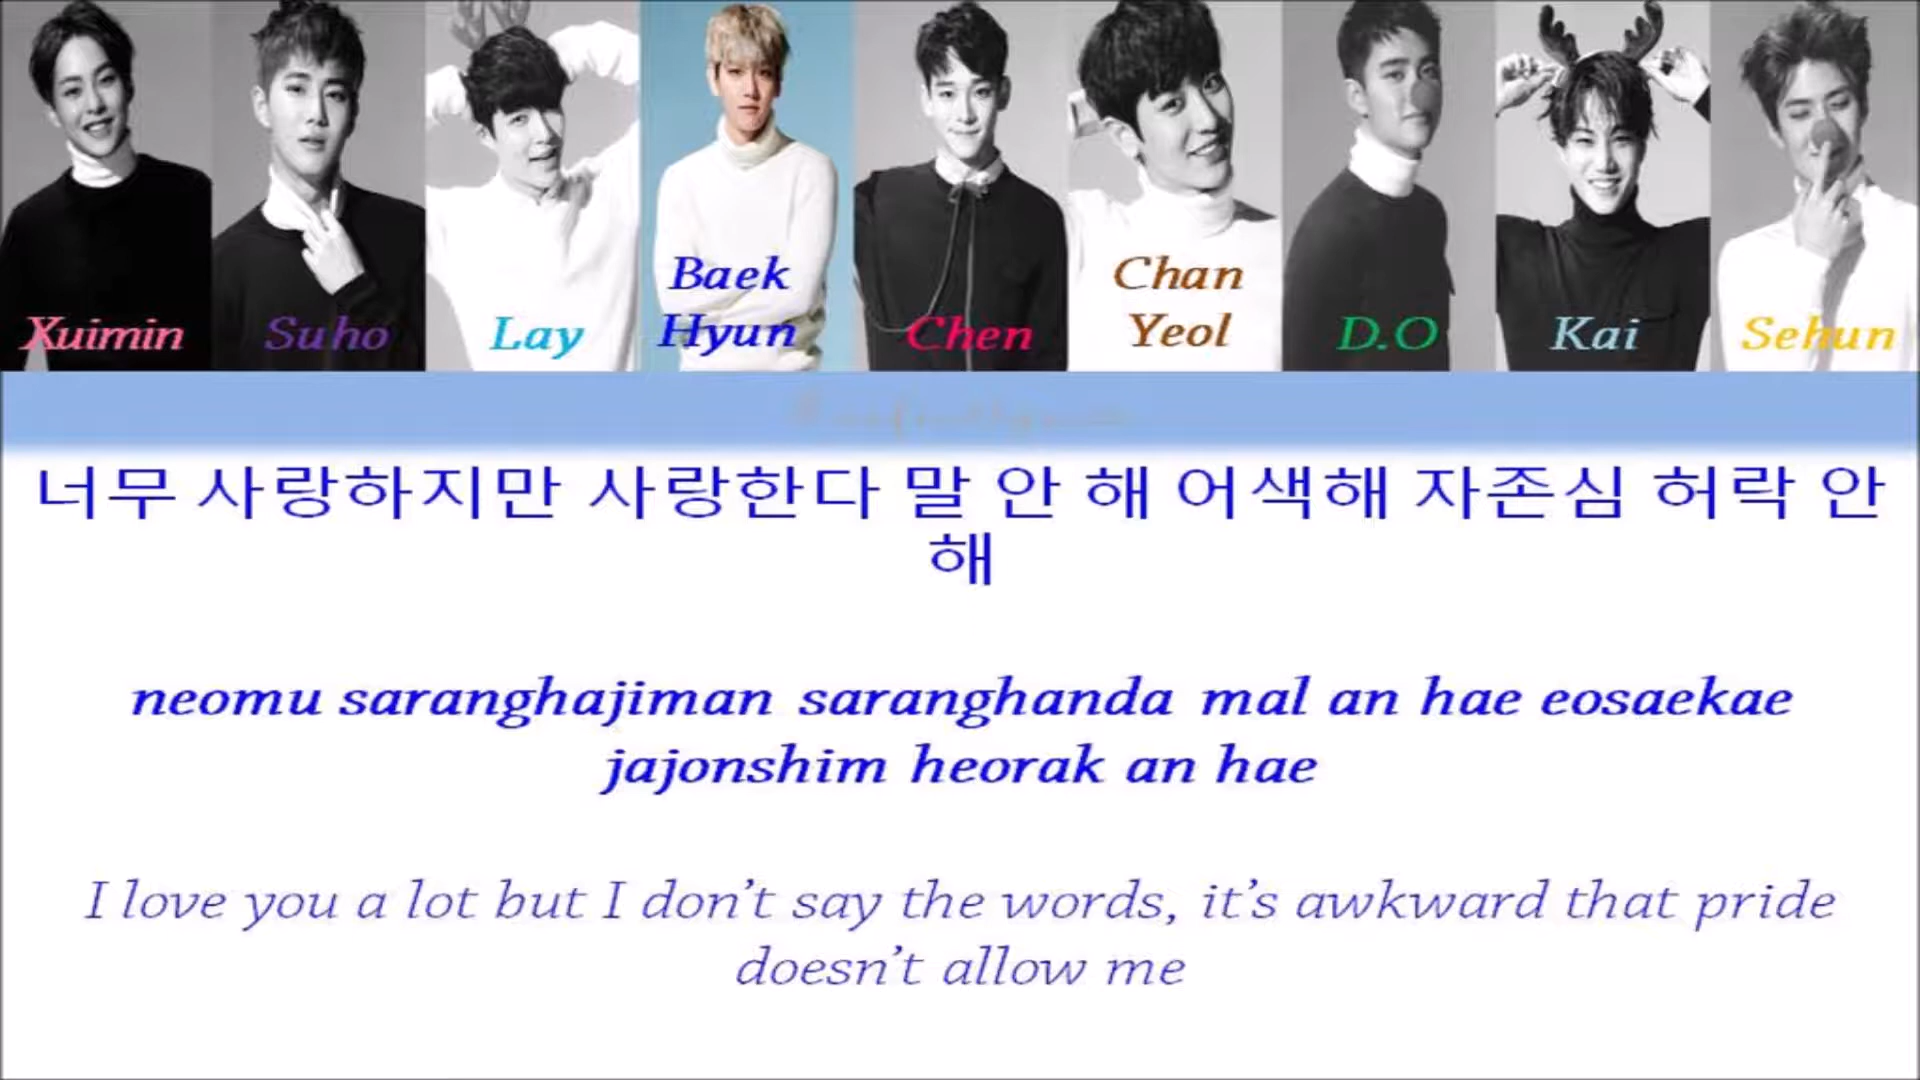 Xuimin
Suho
Lay
Baek
Hyun
Chen
Chan
Yeol
D.O
Kai
Sehun
너무 사랑하지만 사랑한다 말 안 해 어색해 자존심 허락 안
해
neomu saranghajiman saranghanda mal an hae eosaekae
jajonshim heorak an hae
I love you a lot but I don’t say the words, it’s awkward that pride
doesn’t allow me